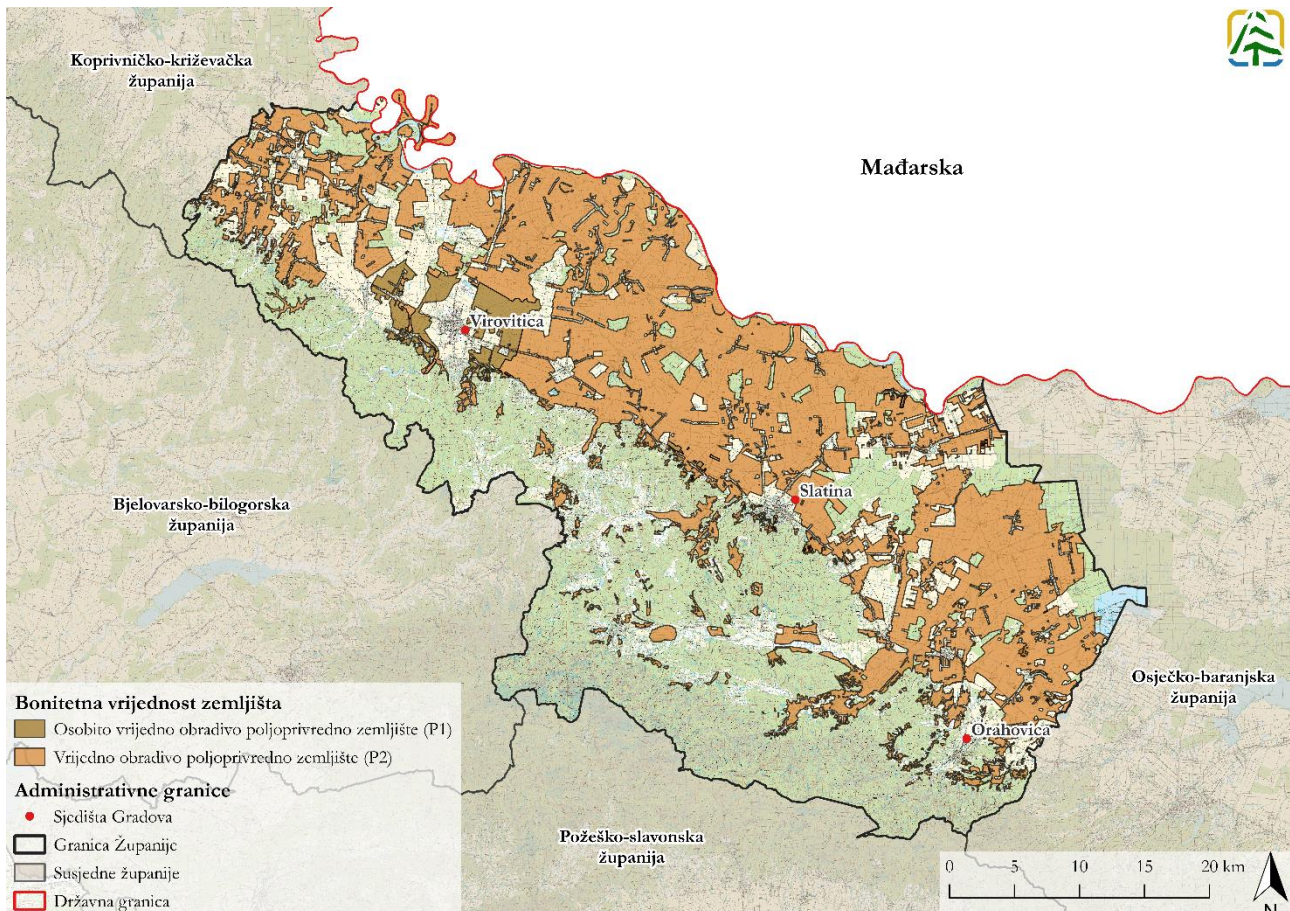 Koprivničko-križevačka
županija
Mađarska
Virovitica
Slatina
Bjelovarsko-bilogorska
županija
Osječko-baranjska
županija
Orahovica
Požeško-slavonska
županija
Bonitetna vrijednost zemljišta
Osobito vrijedno obradivo poljoprivredno zemljište (P1)
Vrijedno obradivo poljoprivredno zemljište (P2)
Administrativne granice
Sjedišta Gradova
Granica Županije
Susjedne županije
Državna granica
0 5 10 15 20 km
N